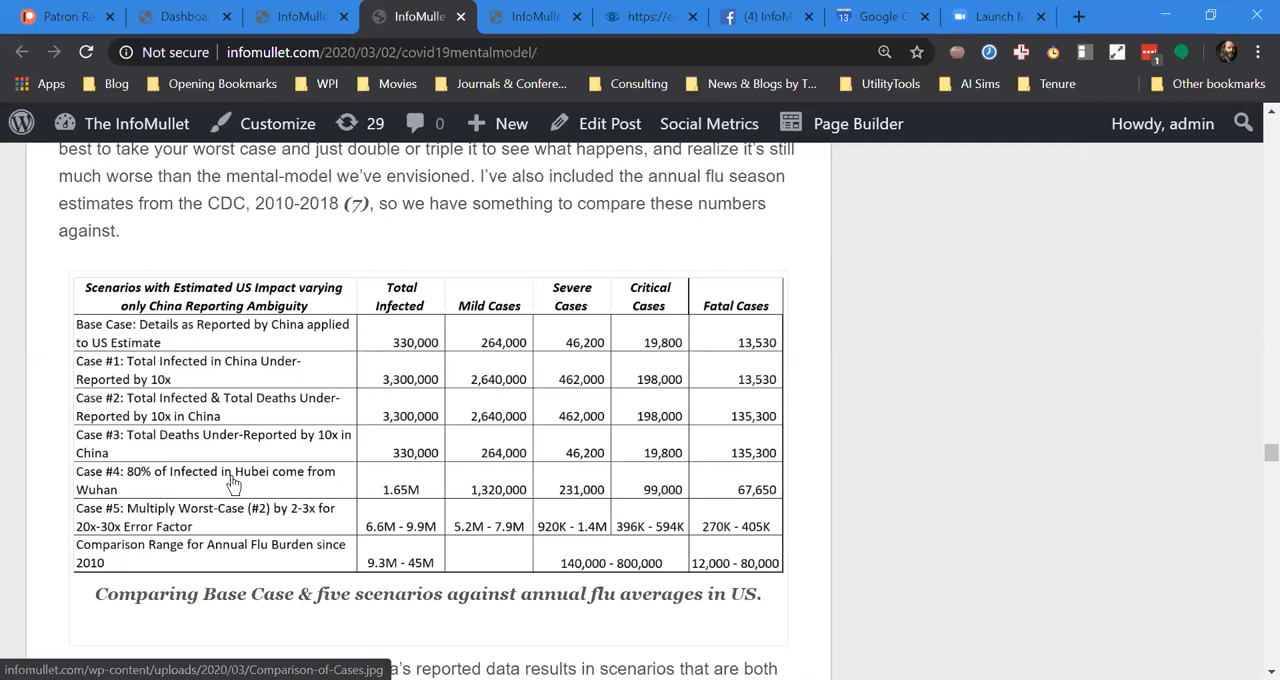 Patron Re
Dashboa
InfoMulle
InfoMulle
InfoMulle
https://e
(4) InfoM
Google C
Launch M
Not secure
infomullet.com/2020/03/02/covid19mentalmodel/
Apps
Blog
Opening Bookmarks
WPI
Movies
Journals & Confere...
Consulting
News & Blogs by T...
UtilityTools
AI Sims
Tenure
Other bookmarks
The InfoMullet
Customize
29
0
New
Edit Post
Social Metrics
Page Builder
Howdy, admin
best to take your worst case and just double or triple it to see what happens, and realize it's still
much worse than the mental-model we've envisioned. I've also included the annual flu season
estimates from the CDC, 2010-2018 (7), so we have something to compare these numbers
against.
Scenarios with Estimated US Impact varying only China Reporting Ambiguity Total Infected Mild Cases Severe Cases Critical Cases Fatal Cases
Base Case: Details as Reported by China applied to US Estimate 330,000 264,000 46,200 19,800 13,530
Case #1: Total Infected in China Under-Reported by 10x 3,300,000 2,640,000 462,000 198,000 13,530
Case #2: Total Infected & Total Deaths Under-Reported by 10x in China 3,300,000 2,640,000 462,000 198,000 135,300
Case #3: Total Deaths Under-Reported by 10x in China 330,000 264,000 46,200 19,800 135,300
Case #4: 80% of Infected in Hubei come from Wuhan 1.65M 1,320,000 231,000 99,000 67,650
Case #5: Multiply Worst-Case (#2) by 2-3x for 20x-30x Error Factor 6.6M - 9.9M 5.2M - 7.9M 920K - 1.4M 396K - 594K 270K - 405K
Comparison Range for Annual Flu Burden since 2010 9.3M - 45M 140,000 - 800,000 12,000 - 80,000
Comparing Base Case & five scenarios against annual flu averages in US.
infomullet.com/wp-content/uploads/2020/03/Comparison-of-Cases.jpg
a's reported data results in scenarios that are both